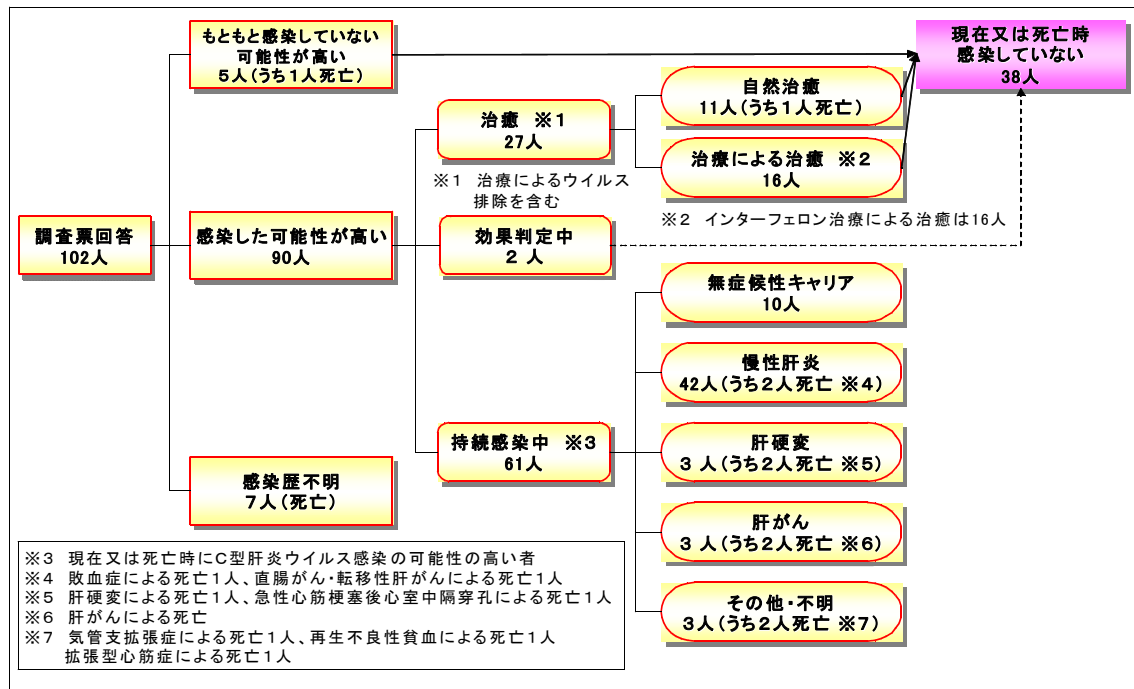 もともと感染していない
可能性が高い
5人(うち1人死亡)
現在又は死亡時
感染していない
38人
自然治癒
11人(うち1人死亡)
治癒 ※1
27人
治療による治癒 ※2
16人
※1 治療によるウイルス
排除を含む
※2 インターフェロン治療による治癒は16人
調査票回答
102人
感染した可能性が高い
90人
効果判定中
2 人
無症候性キャリア
10人
慢性肝炎
42人(うち2人死亡 ※4)
持続感染中 ※3
61人
肝硬変
3 人(うち2人死亡 ※5)
感染歴不明
7人(死亡)
肝がん
3 人(うち2人死亡 ※6)
その他・不明
3人(うち2人死亡 ※7)
※3 現在又は死亡時にC型肝炎ウイルス感染の可能性の高い者
※4 敗血症による死亡1人、直腸がん・転移性肝がんによる死亡1人
※5 肝硬変による死亡1人、急性心筋梗塞後心室中隔穿孔による死亡1人
※6 肝がんによる死亡
※7 気管支拡張症による死亡1人、再生不良性貧血による死亡1人
拡張型心筋症による死亡1人